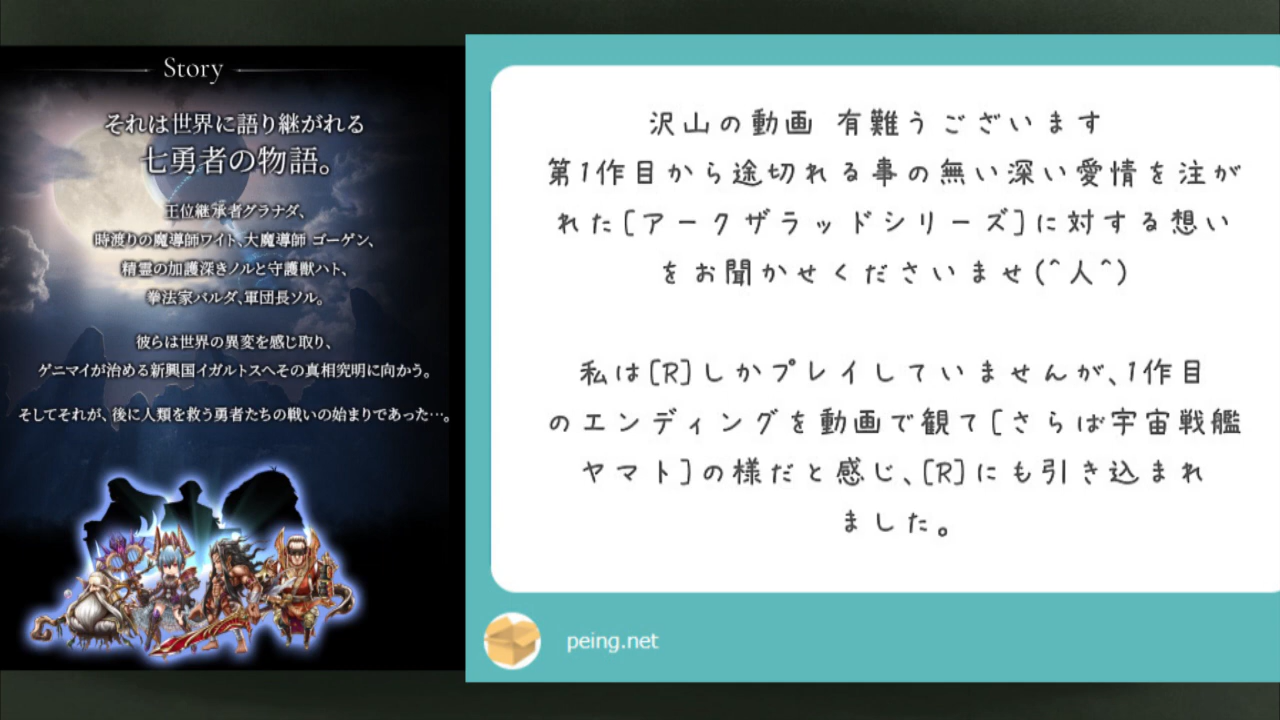 Story
それは世界に語り継がれる
七勇者の物語。
王位継承者グラナダ、
時渡りの魔導師ワイト、大魔導師 ゴーゲン、
精霊の加護深きノルと守護獣ハト、
拳法家バルダ、軍団長ソル。
彼らは世界の異変を感じ取り、
ゲニマイが治める新興国イガルトスへその真相究明に向かう。
そしてそれが、後に人類を救う勇者たちの戦いの始まりであった…。
沢山の動画 有難うございます
第1作目から途切れる事の無い深い愛情を注が
れた[アークザラッドシリーズ]に対する想い
をお聞かせくださいませ(^人^)
私は[R]しかプレイしていませんが、1作目
のエンディングを動画で観て[さらば宇宙戦艦
ヤマト]の様だと感じ、[R]にも引き込まれ
ました。
peing.net